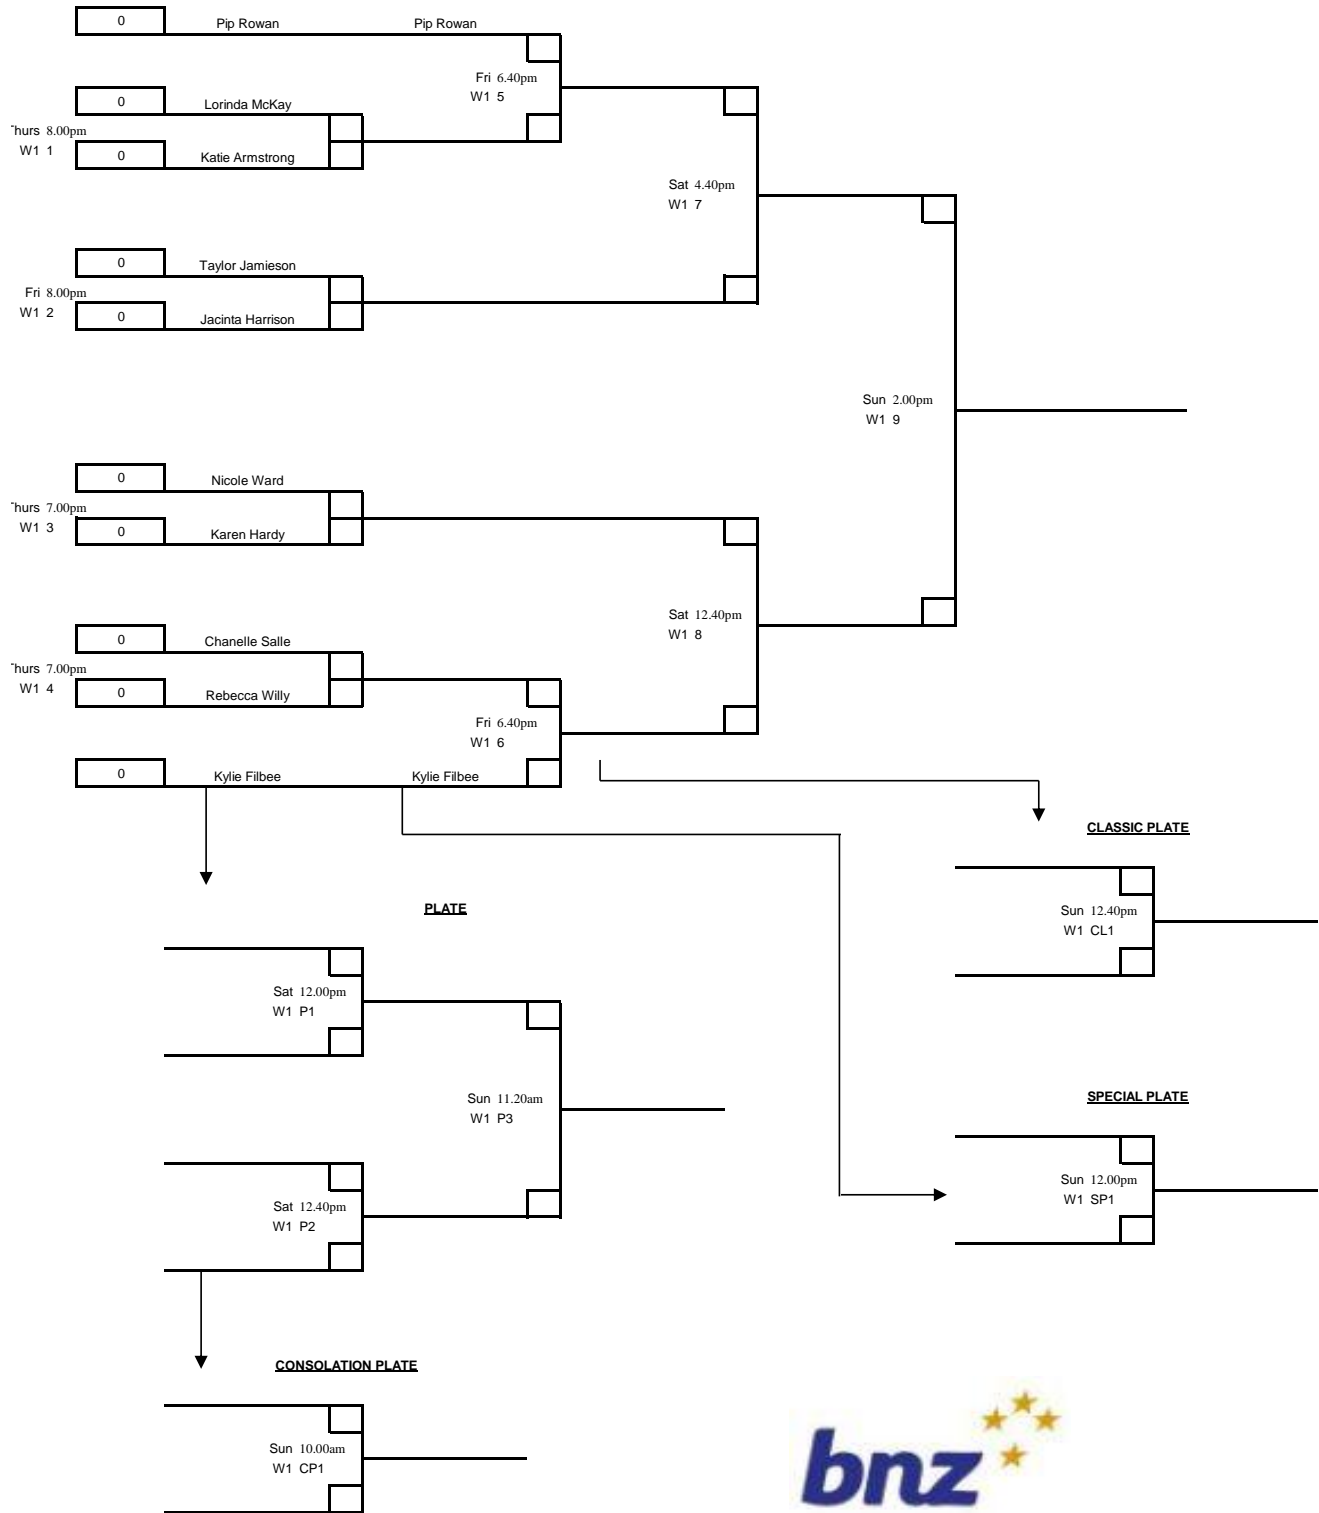 0 Pip Rowan Pip Rowan
Fri 6.40pm
W1 5
0 Lorinda McKay
hurs 8.00pm
W1 1
0 Katie Armstrong
Sat 4.40pm
W1 7
0 Taylor Jamieson
Fri 8.00pm
W1 2
0 Jacinta Harrison
Sun 2.00pm
W1 9
0 Nicole Ward
hurs 7.00pm
W1 3
0 Karen Hardy
Sat 12.40pm
W1 8
0 Chanelle Salle
hurs 7.00pm
W1 4
0 Rebecca Willy
Fri 6.40pm
W1 6
0 Kylie Filbee Kylie Filbee
CLASSIC PLATE
Sun 12.40pm
W1 CL1
PLATE
Sat 12.00pm
W1 P1
Sun 11.20am
W1 P3
SPECIAL PLATE
Sun 12.00pm
W1 SP1
Sat 12.40pm
W1 P2
CONSOLATION PLATE
Sun 10.00am
W1 CP1
bnz